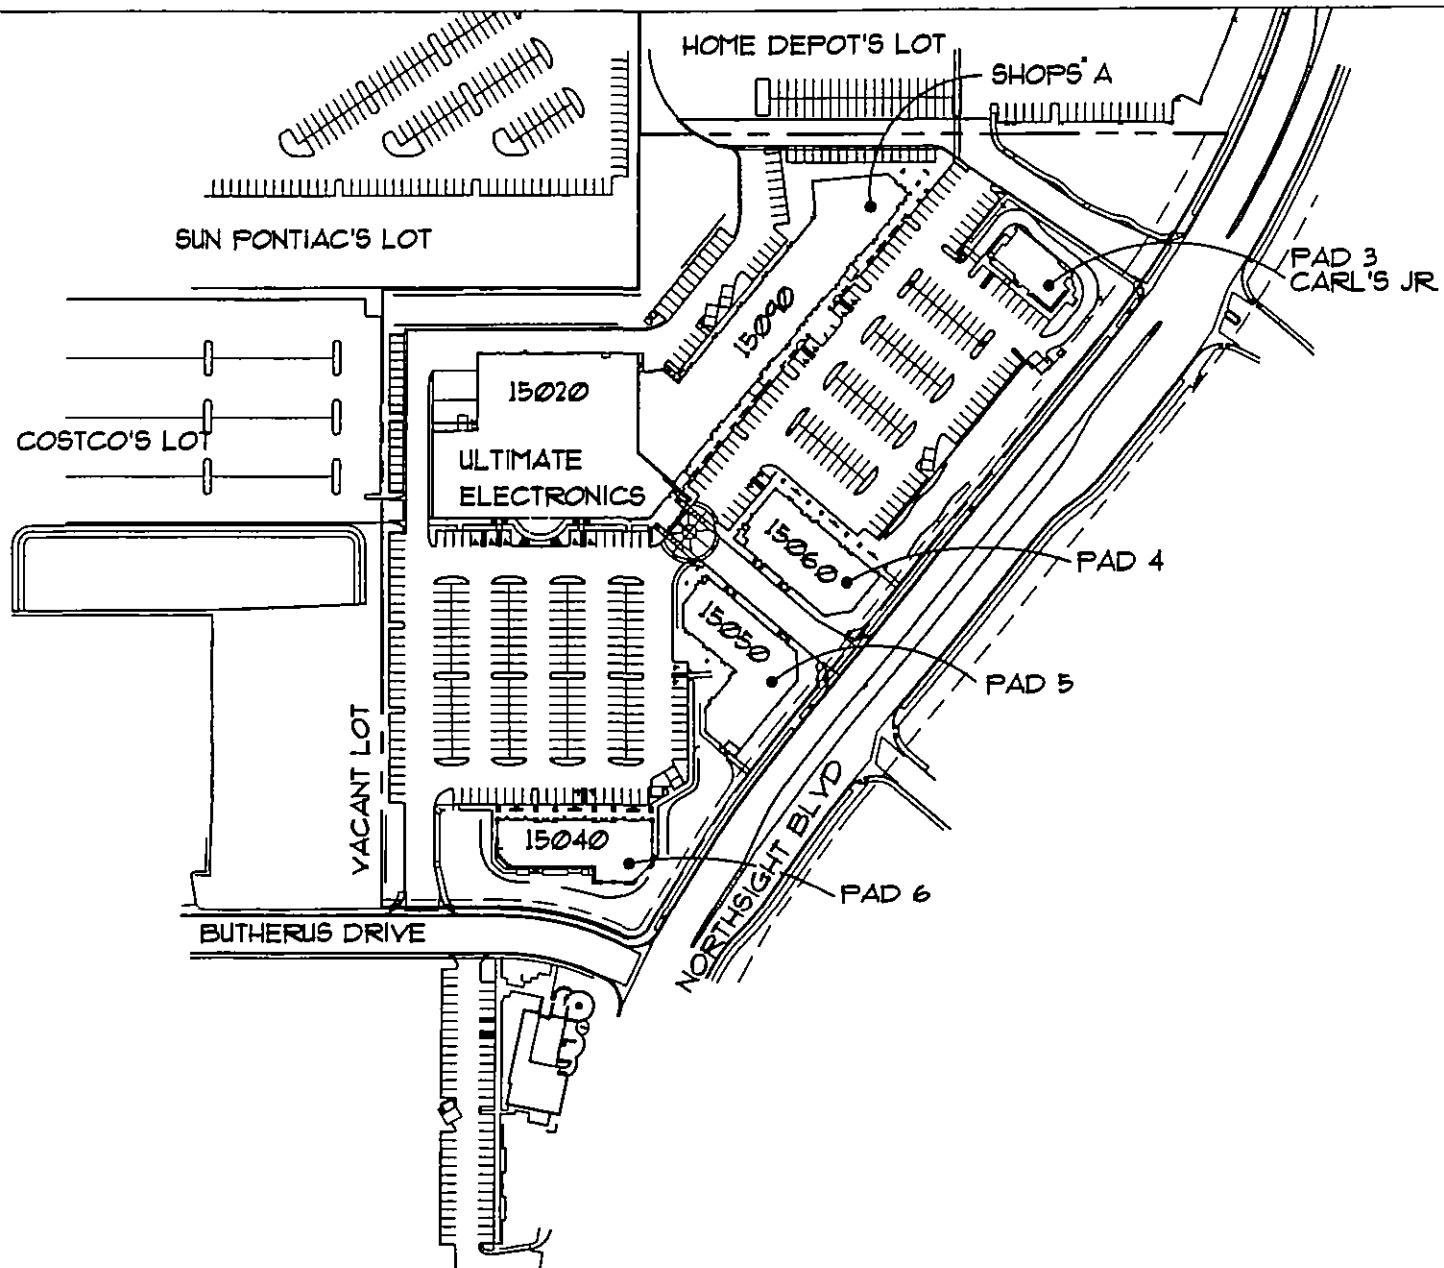 HOME DEPOT'S LOT
SHOPS A
SUN PONTIAC'S LOT
PAD 3
CARL'S JR
15090
15020
COSTCO'S LOT
ULTIMATE
ELECTRONICS
15060
PAD 4
15050
PAD 5
VACANT LOT
NORTHSIGHT BLVD
15040
PAD 6
BUTHERUS DRIVE